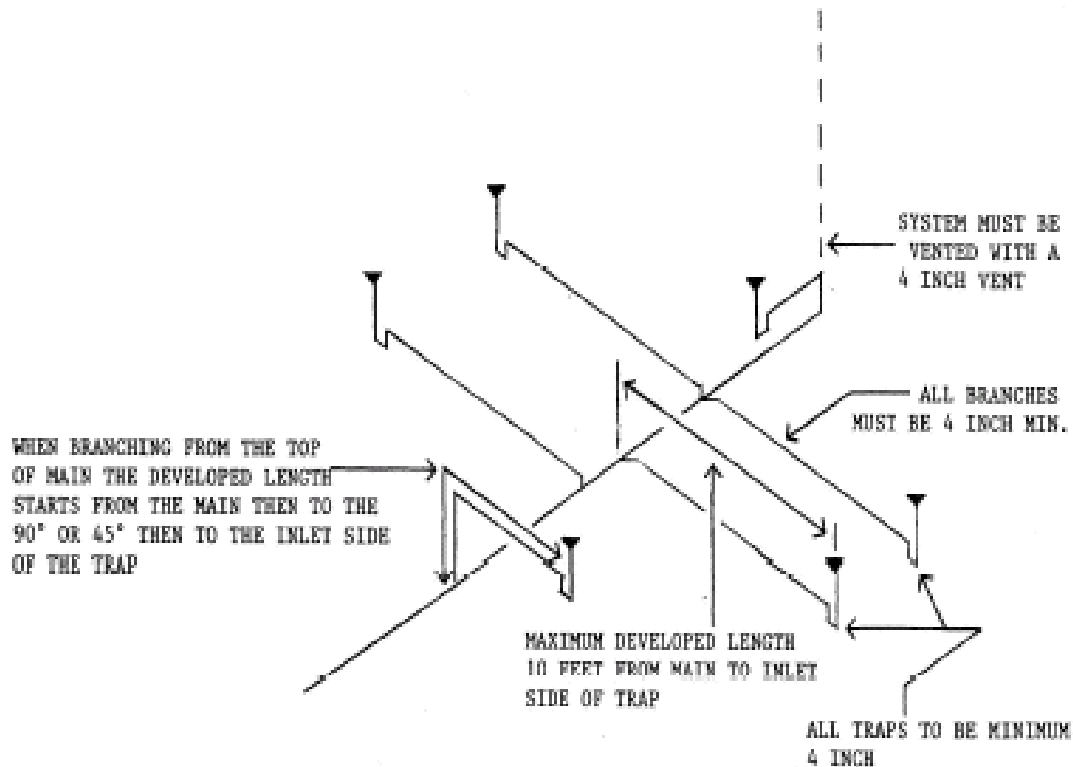 SYSTEM MUST BE
VENTED WITH A
4 INCH VENT
ALL BRANCHES
MUST BE 4 INCH MIN.
WHEN BRANCHING FROM THE TOP
OF MAIN THE DEVELOPED LENGTH
STARTS FROM THE MAIN THEN TO THE
90° OR 45° THEN TO THE INLET SIDE
OF THE TRAP
MAXIMUM DEVELOPED LENGTH
10 FEET FROM MAIN TO INLET
SIDE OF TRAP
ALL TRAPS TO BE MINIMUM
4 INCH